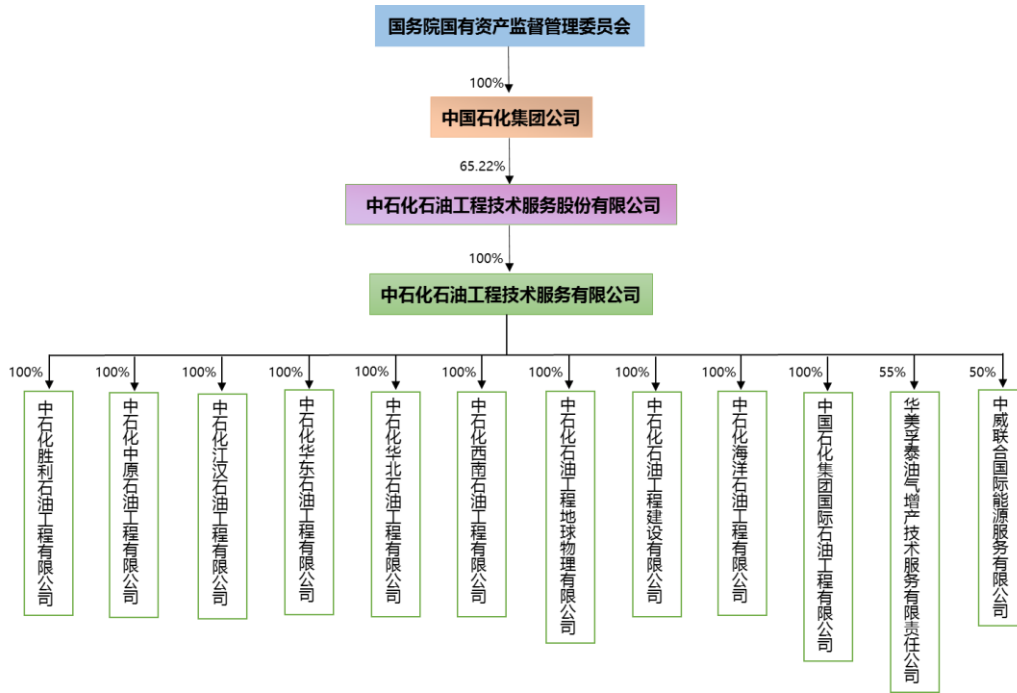 国务院国有资产监督管理委员会
100%
中国石化集团公司
65.22%
中石化石油工程技术服务股份有限公司
100%
中石化石油工程技术服务有限公司
100%
100%
100%
100%
100%
100%
100%
100%
100%
100%
55%
50%
中石化胜利石油工程有限公司
中石化中原石油工程有限公司
中石化江汉石油工程有限公司
中石化华东石油工程有限公司
中石化华北石油工程有限公司
中石化西南石油工程有限公司
中石化石油工程地球物理有限公司
中石化石油工程建设有限公司
中石化海洋石油工程有限公司
中国石化集团国际石油工程有限公司
华美孚泰油气增产技术服务有限责任公司
中威联合国际能源服务有限公司